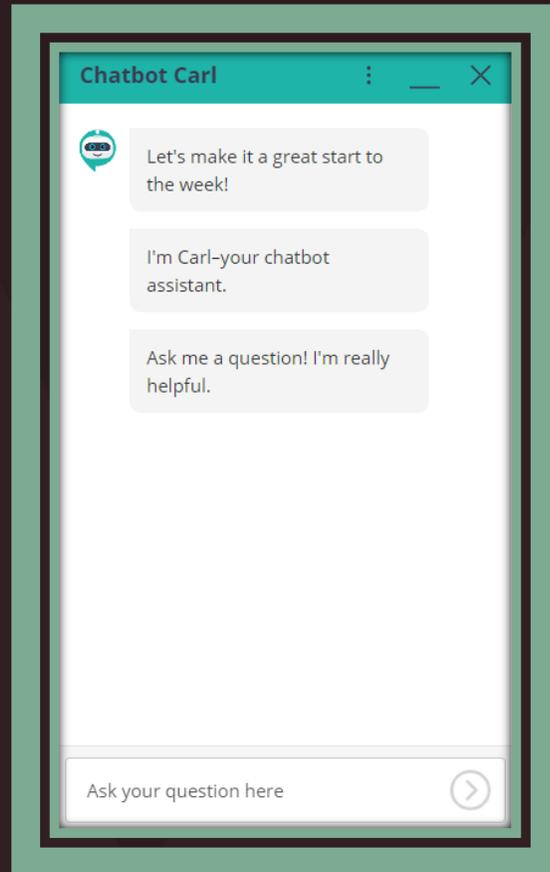 Chatbot Carl
Let's make it a great start to
the week!
I'm Carl–your chatbot
assistant.
Ask me a question! I'm really
helpful.
Ask your question here